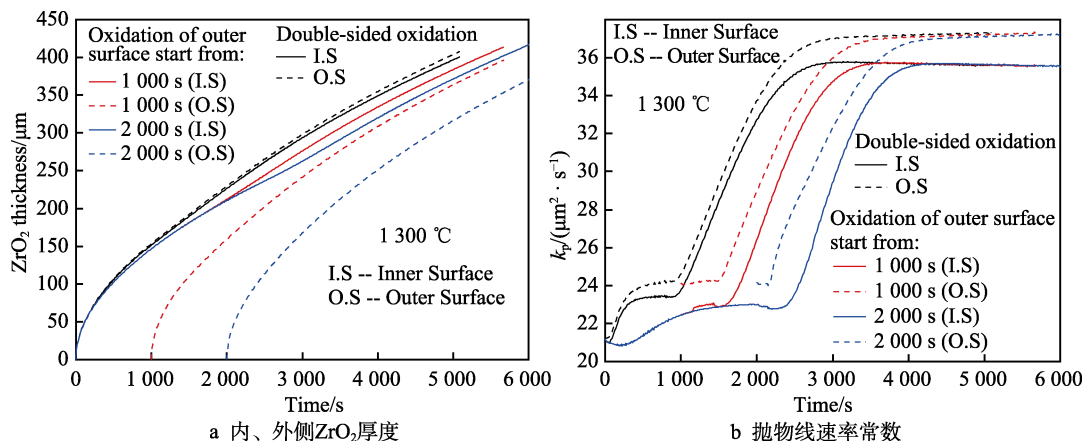 450
400
350
300
250
200
150
100
50
0
ZrO₂ thickness/μm
Oxidation of outer
surface start from:
1 000 s (I.S)
1 000 s (O.S)
2 000 s (I.S)
2 000 s (O.S)
Double-sided oxidation
I.S
O.S
1 300 ℃
I.S -- Inner Surface
O.S -- Outer Surface
0 1 000 2 000 3 000 4 000 5 000 6 000
Time/s
a 内、外侧ZrO₂厚度
38
36
34
32
30
28
26
24
22
20
kₚ/(μm² · s⁻¹)
I.S -- Inner Surface
O.S -- Outer Surface
1 300 ℃
Double-sided oxidation
I.S
O.S
Oxidation of outer surface
start from:
1 000 s (I.S)
1 000 s (O.S)
2 000 s (I.S)
2 000 s (O.S)
0 1 000 2 000 3 000 4 000 5 000 6 000
Time/s
b 抛物线速率常数